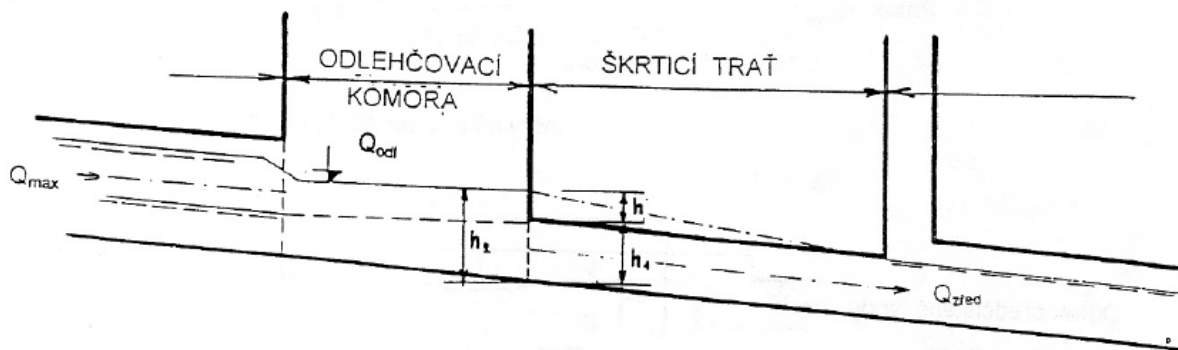 ODLEHČOVACÍ
KOMORA
ŠKRTICÍ TRAŤ
Qodl
Qmax
h
h2
h4
Qzřed